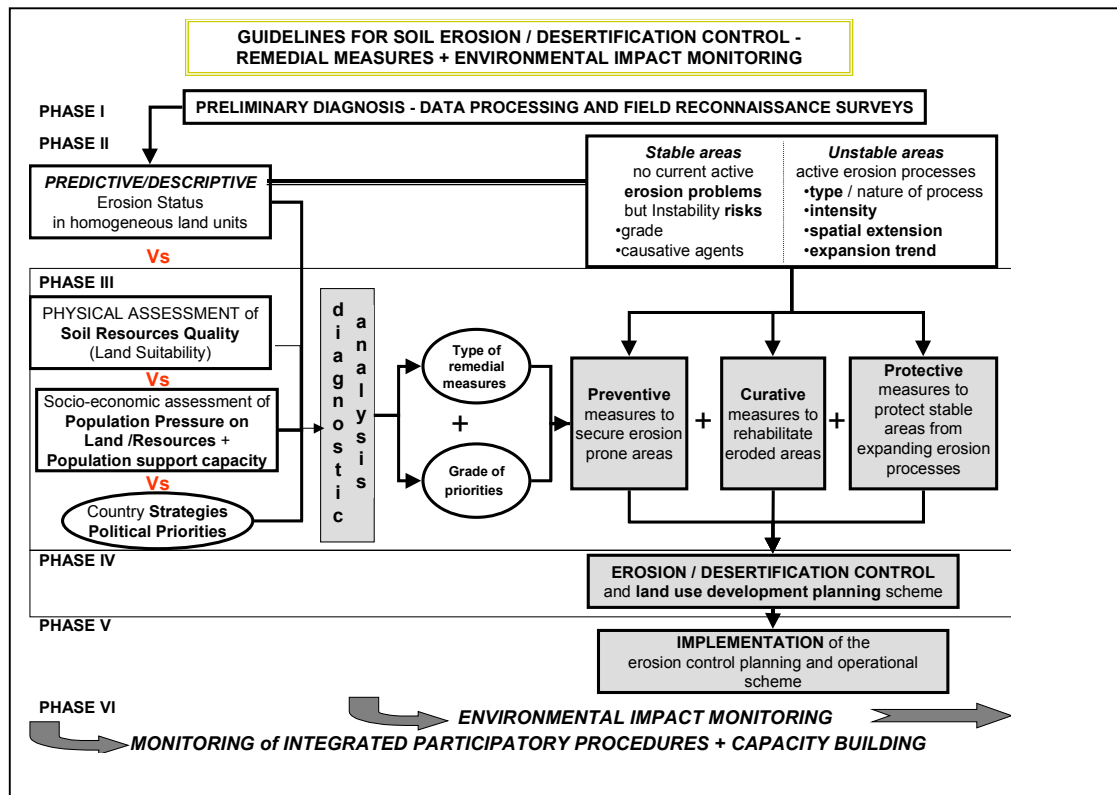 GUIDELINES FOR SOIL EROSION / DESERTIFICATION CONTROL -
REMEDIAL MEASURES + ENVIRONMENTAL IMPACT MONITORING
PHASE I
PRELIMINARY DIAGNOSIS - DATA PROCESSING AND FIELD RECONNAISSANCE SURVEYS
PHASE II
PREDICTIVE/DESCRIPTIVE
Erosion Status
in homogeneous land units
Stable areas
no current active
erosion problems
but Instability risks
•grade
•causative agents
Unstable areas
active erosion processes
•type / nature of process
•intensity
•spatial extension
•expansion trend
Vs
PHASE III
PHYSICAL ASSESSMENT of
Soil Resources Quality
(Land Suitability)
Vs
Socio-economic assessment of
Population Pressure on
Land /Resources +
Population support capacity
Vs
Country Strategies
Political Priorities
diagnostic
analysis
Type of
remedial
measures
+
Grade of
priorities
Preventive
measures to
secure erosion
prone areas
+
Curative
measures to
rehabilitate
eroded areas
+
Protective
measures to
protect stable
areas from
expanding erosion
processes
PHASE IV
EROSION / DESERTIFICATION CONTROL
and land use development planning scheme
PHASE V
IMPLEMENTATION of the
erosion control planning and operational
scheme
PHASE VI
ENVIRONMENTAL IMPACT MONITORING
MONITORING of INTEGRATED PARTICIPATORY PROCEDURES + CAPACITY BUILDING